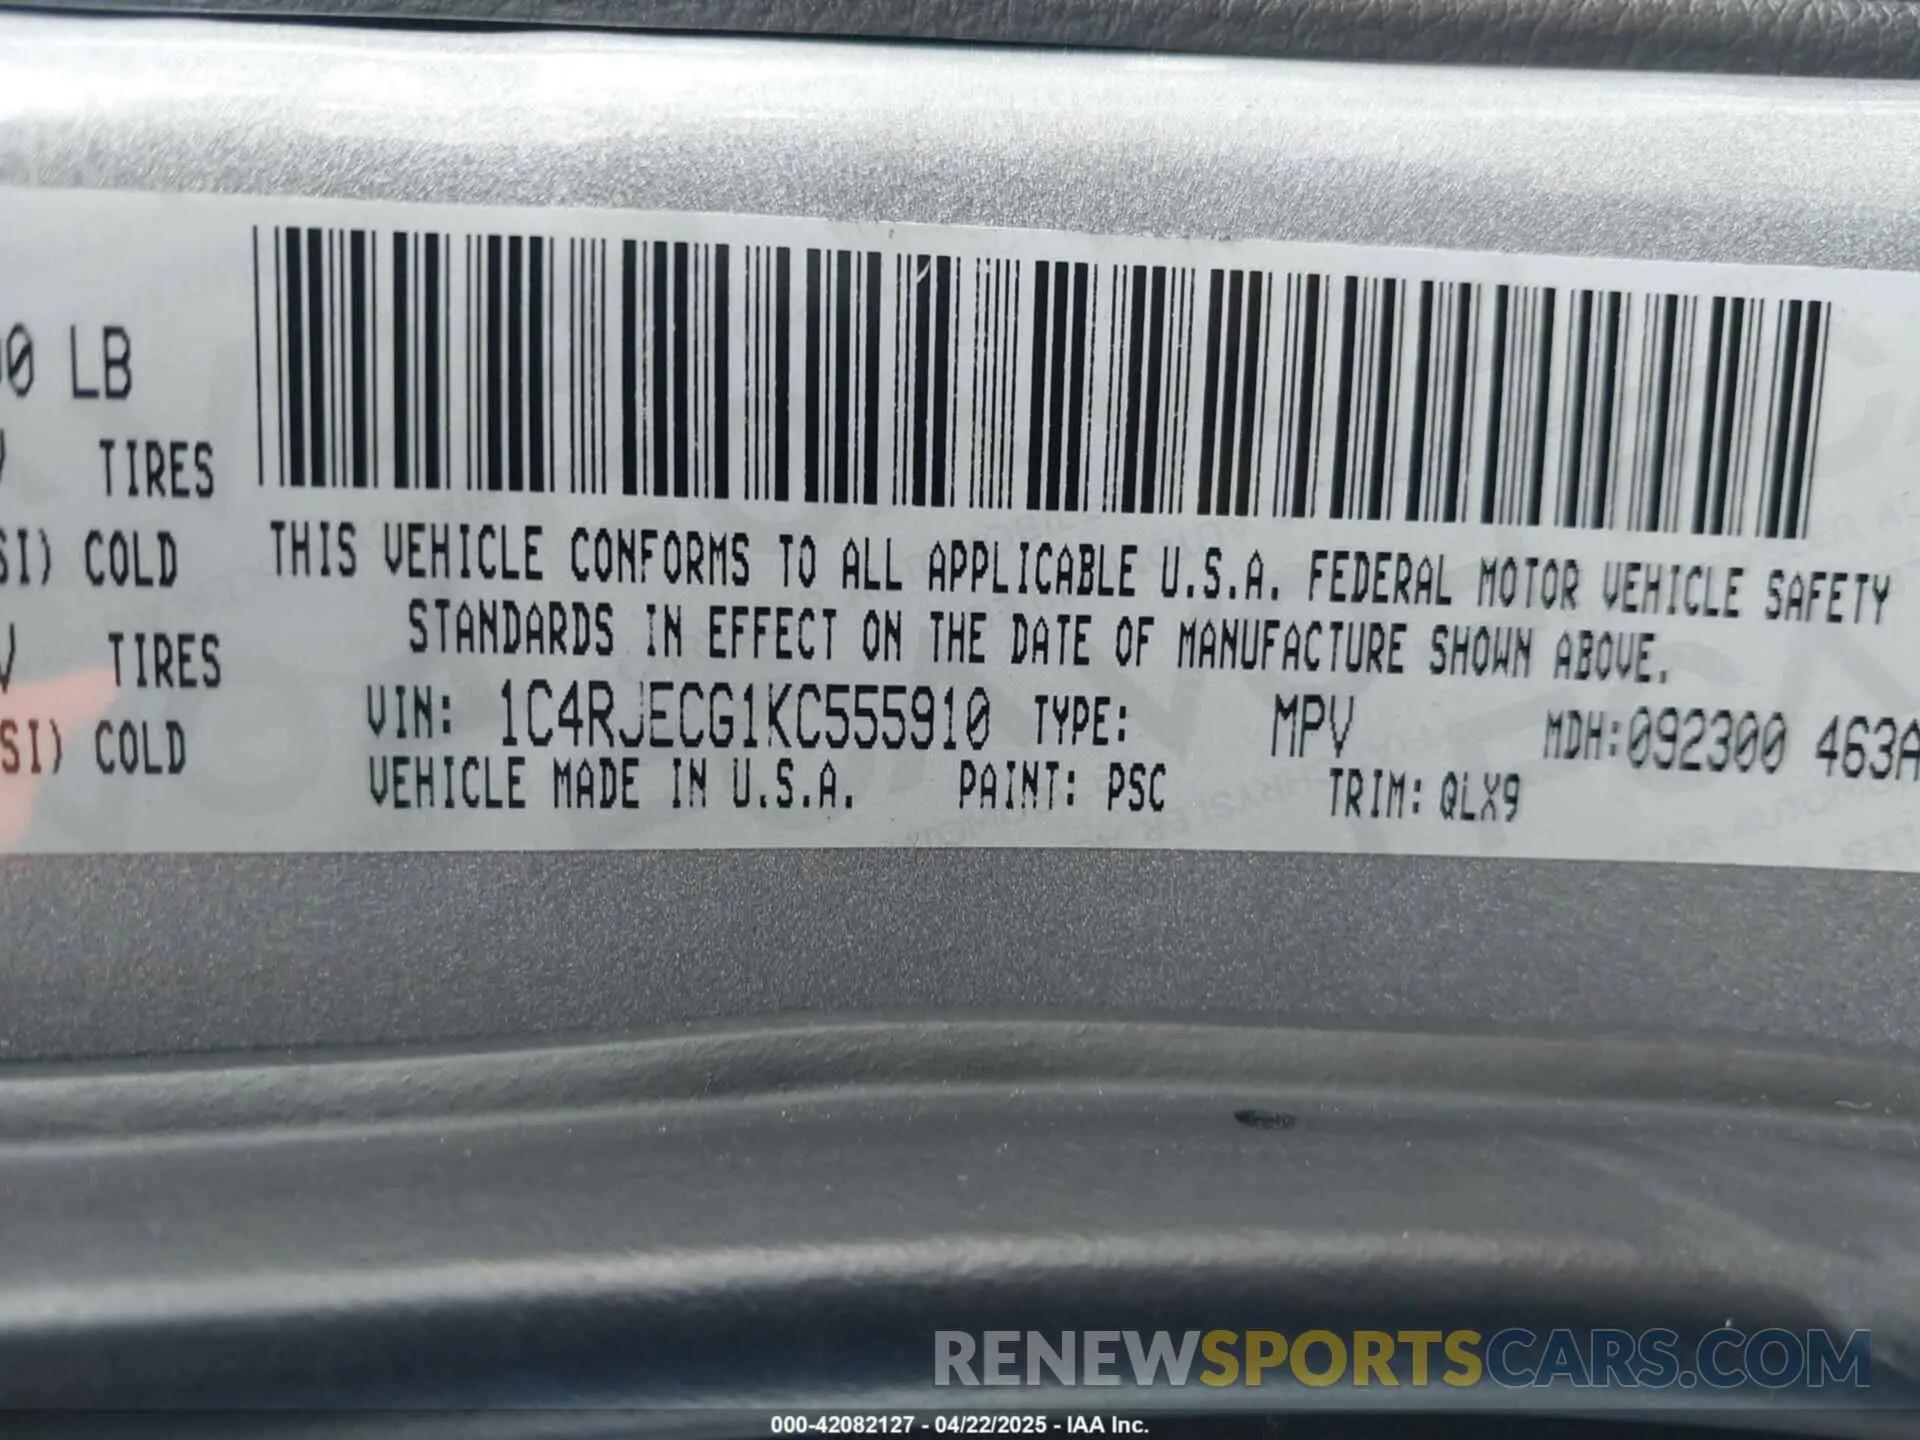 0 LB
TIRES
SI) COLD
TIRES
SI) COLD
THIS VEHICLE CONFORMS TO ALL APPLICABLE U.S.A. FEDERAL MOTOR VEHICLE SAFETY
STANDARDS IN EFFECT ON THE DATE OF MANUFACTURE SHOWN ABOVE.
VIN: 1C4RJECG1KC555910 TYPE: MPV MDH:092300 463A
VEHICLE MADE IN U.S.A. PAINT: PSC TRIM: QLX9
RENEWSPORTSCARS.COM
000-42082127 - 04/22/2025 - IAA Inc.